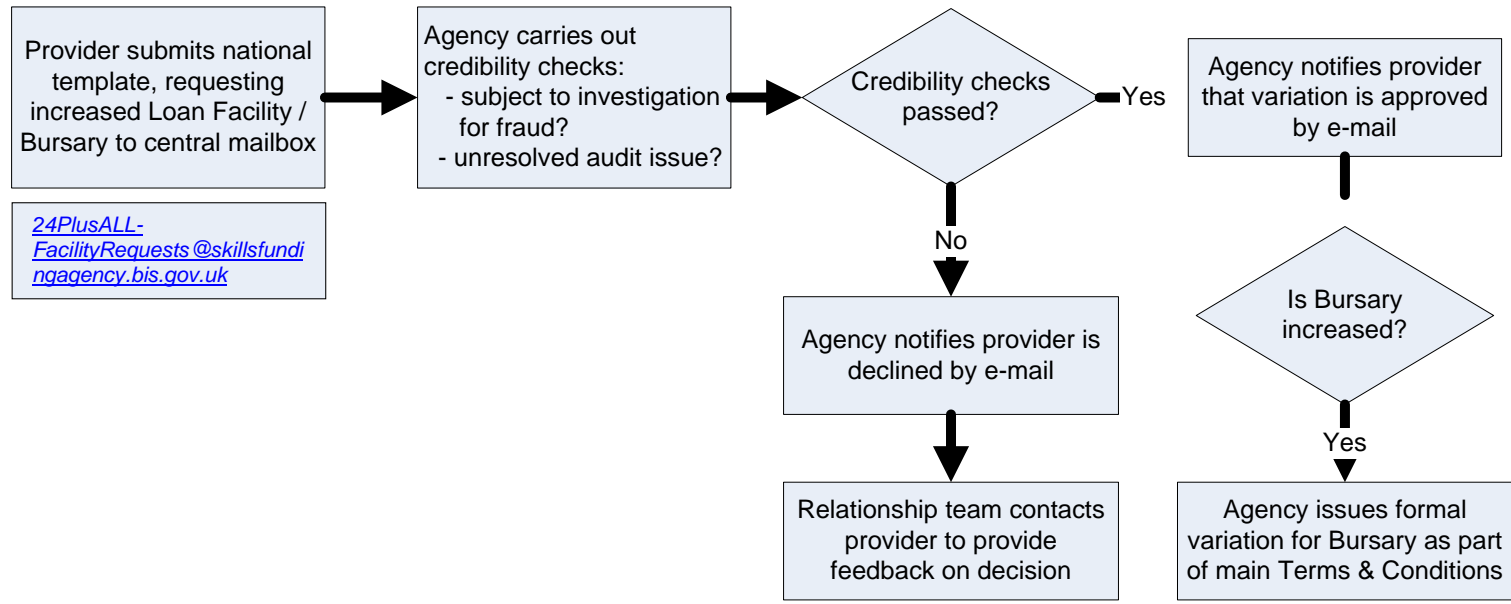 Provider submits national
template, requesting
increased Loan Facility /
Bursary to central mailbox
24PlusALL-
FacilityRequests@skillsfundi
ngagency.bis.gov.uk
Agency carries out
credibility checks:
- subject to investigation
for fraud?
- unresolved audit issue?
Credibility checks
passed?
Yes
No
Agency notifies provider is
declined by e-mail
Relationship team contacts
provider to provide
feedback on decision
Agency notifies provider
that variation is approved
by e-mail
Is Bursary
increased?
Yes
Agency issues formal
variation for Bursary as part
of main Terms & Conditions